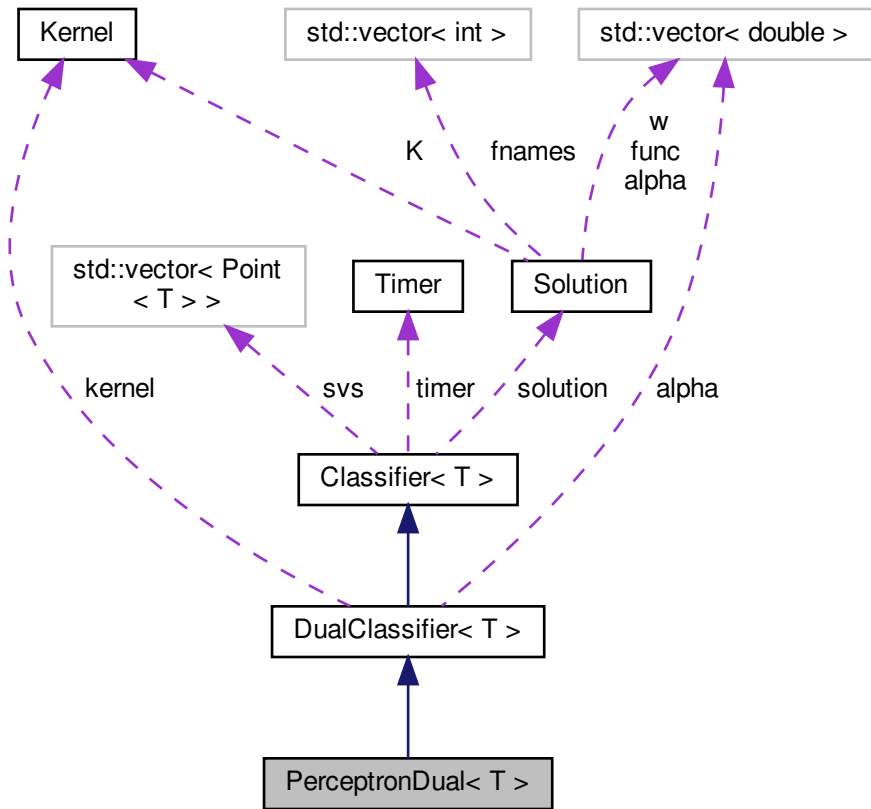 Kernel
std::vector< int >
std::vector< double >
K
fnames
w
func
alpha
std::vector< Point
< T > >
Timer
Solution
kernel
svs
timer
solution
alpha
Classifier< T >
DualClassifier< T >
PerceptronDual< T >